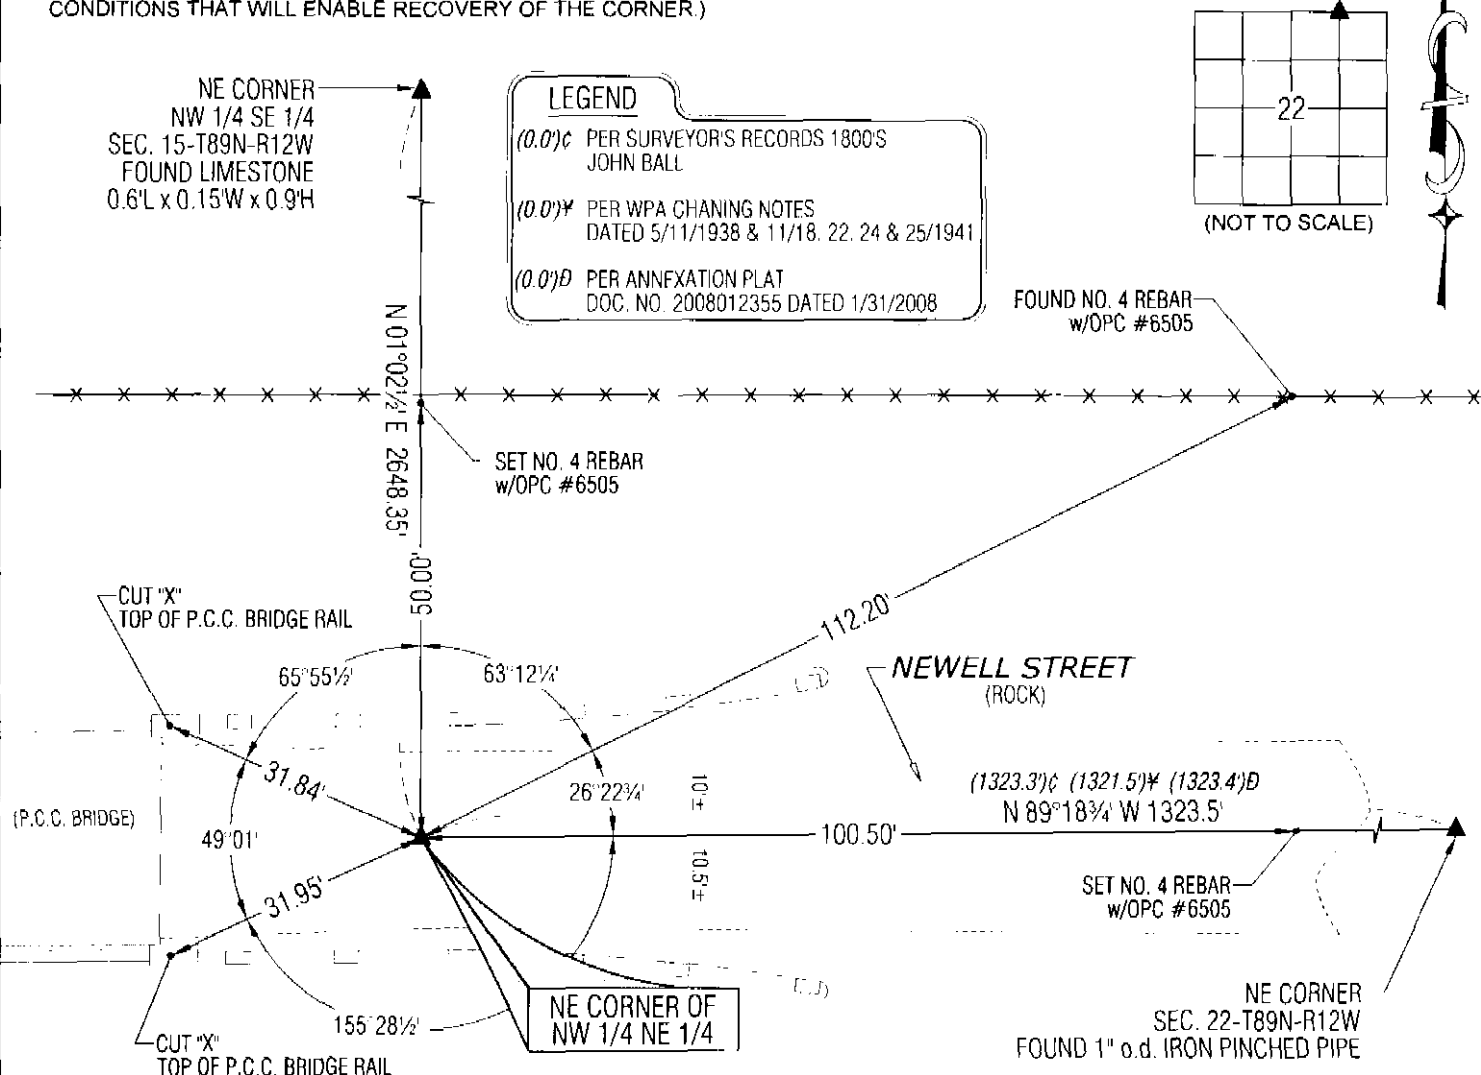 CONDITIONS THAT WILL ENABLE RECOVERY OF THE CORNER.)
NE CORNER
NW 1/4 SE 1/4
SEC. 15-T89N-R12W
FOUND LIMESTONE
0.6'L x 0.15'W x 0.9'H
LEGEND
(0.0')¢ PER SURVEYOR'S RECORDS 1800'S
JOHN BALL
(0.0')¥ PER WPA CHANING NOTES
DATED 5/11/1938 & 11/18, 22, 24 & 25/1941
(0.0')Đ PER ANNEXATION PLAT
DOC. NO. 2008012355 DATED 1/31/2008
22
(NOT TO SCALE)
FOUND NO. 4 REBAR
w/OPC #6505
N 01°02½' E 2648.35'
SET NO. 4 REBAR
w/OPC #6505
50.00'
CUT "X"
TOP OF P.C.C. BRIDGE RAIL
112.20'
65°55½'
63°12¼'
NEWELL STREET
(ROCK)
31.84'
26°22¾'
10'±
(1323.3')¢ (1321.5')¥ (1323.4')Đ
N 89°18¾' W 1323.5'
(P.C.C. BRIDGE)
49°01'
100.50'
31.95'
10.5'±
SET NO. 4 REBAR
w/OPC #6505
155°28½'
NE CORNER OF
NW 1/4 NE 1/4
NE CORNER
SEC. 22-T89N-R12W
FOUND 1" o.d. IRON PINCHED PIPE
CUT "X"
TOP OF P.C.C. BRIDGE RAIL